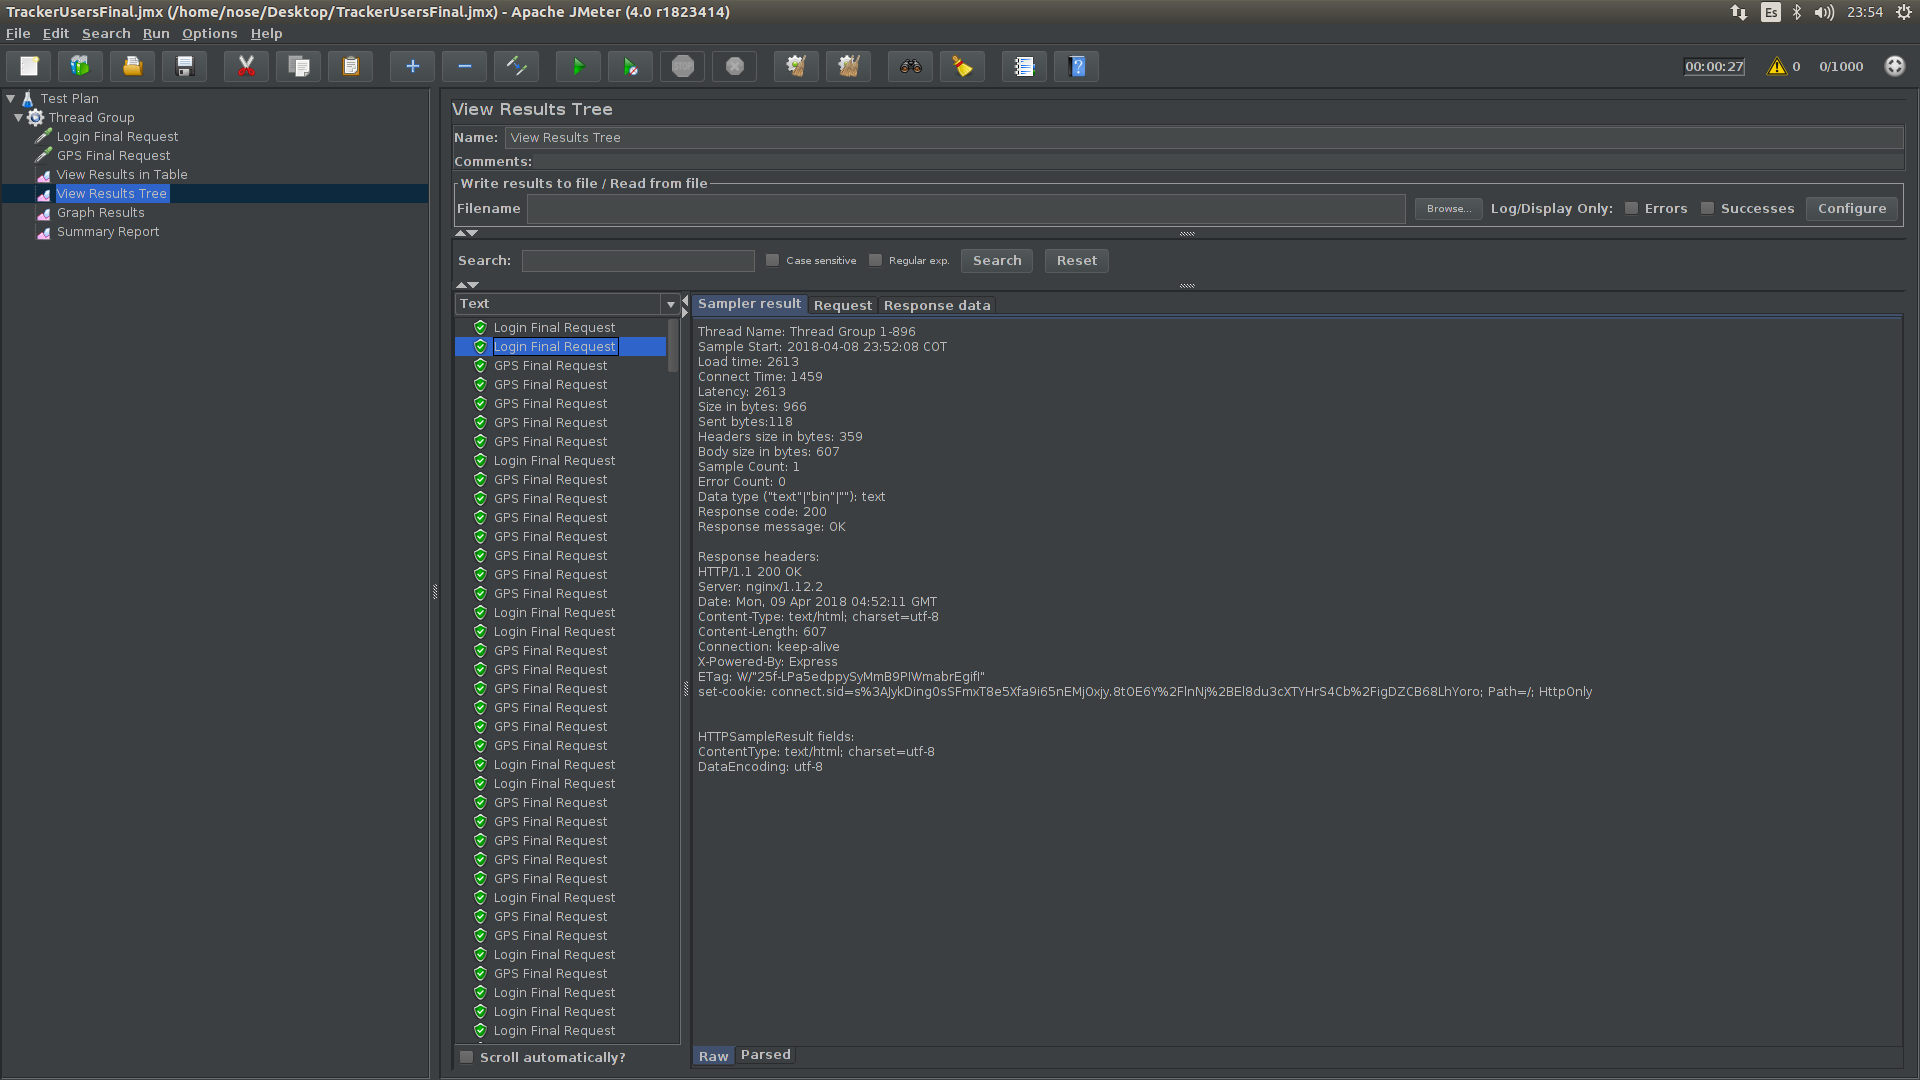 TrackerUsersFinal.jmx (/home/nose/Desktop/TrackerUsersFinal.jmx) - Apache JMeter (4.0 r1823414)
Es
23:54
File Edit Search Run Options Help
STOP
00:00:27
0
0/1000
Test Plan
Thread Group
Login Final Request
GPS Final Request
View Results in Table
View Results Tree
Graph Results
Summary Report
View Results Tree
Name: View Results Tree
Comments:
Write results to file / Read from file
Filename
Browse...
Log/Display Only:
Errors
Successes
Configure
Search:
Case sensitive
Regular exp.
Search
Reset
Text
Login Final Request
Login Final Request
GPS Final Request
GPS Final Request
GPS Final Request
GPS Final Request
GPS Final Request
Login Final Request
GPS Final Request
GPS Final Request
GPS Final Request
GPS Final Request
GPS Final Request
GPS Final Request
GPS Final Request
Login Final Request
Login Final Request
GPS Final Request
GPS Final Request
GPS Final Request
GPS Final Request
GPS Final Request
GPS Final Request
Login Final Request
Login Final Request
GPS Final Request
GPS Final Request
GPS Final Request
GPS Final Request
GPS Final Request
Login Final Request
GPS Final Request
GPS Final Request
Login Final Request
GPS Final Request
Login Final Request
Login Final Request
Login Final Request
Scroll automatically?
Sampler result
Request
Response data
Thread Name: Thread Group 1-896
Sample Start: 2018-04-08 23:52:08 COT
Load time: 2613
Connect Time: 1459
Latency: 2613
Size in bytes: 966
Sent bytes:118
Headers size in bytes: 359
Body size in bytes: 607
Sample Count: 1
Error Count: 0
Data type ("text"|"bin"|""): text
Response code: 200
Response message: OK
Response headers:
HTTP/1.1 200 OK
Server: nginx/1.12.2
Date: Mon, 09 Apr 2018 04:52:11 GMT
Content-Type: text/html; charset=utf-8
Content-Length: 607
Connection: keep-alive
X-Powered-By: Express
ETag:
set-cookie: Path=/; HttpOnly
HTTPSampleResult fields:
ContentType: text/html; charset=utf-8
DataEncoding: utf-8
Raw
Parsed